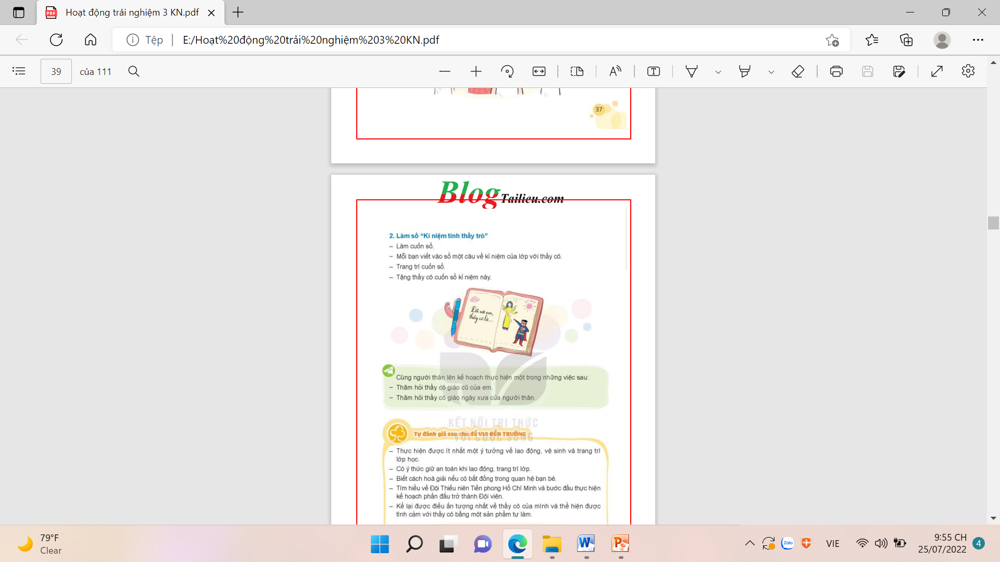 Hoạt động trải nghiệm 3 KN.pdf
Tệp
E:/Hoạt%20động%20trải%20nghiệm%203%20KN.pdf
39
của 111
37
BlogTailieu.com
2. Làm sổ “Kỉ niệm tình thầy trò”
– Làm cuốn sổ.
– Mỗi bạn viết vào sổ một câu về kỉ niệm của lớp với thầy cô.
– Trang trí cuốn sổ.
– Tặng thầy cô cuốn sổ kỉ niệm này.
Đối với em,
thầy cô là...
Cùng người thân lên kế hoạch thực hiện một trong những việc sau:
– Thăm hỏi thầy cô giáo cũ của em.
– Thăm hỏi thầy cô giáo ngày xưa của người thân.
KẾT NỐI TRI THỨC
VỚI CUỘC SỐNG
Tự đánh giá sau chủ đề VUI ĐẾN TRƯỜNG
– Thực hiện được ít nhất một ý tưởng về lao động, vệ sinh và trang trí
lớp học.
– Có ý thức giữ an toàn khi lao động, trang trí lớp.
– Biết cách hoà giải nếu có bất đồng trong quan hệ bạn bè.
– Tìm hiểu về Đội Thiếu niên Tiền phong Hồ Chí Minh và bước đầu thực hiện
kế hoạch phấn đấu trở thành Đội viên.
– Kể lại được điều ấn tượng nhất về thầy cô của mình và thể hiện được
tình cảm với thầy cô bằng một sản phẩm tự làm.
79°F
Clear
Zalo
VIE
9:55 CH
25/07/2022
4